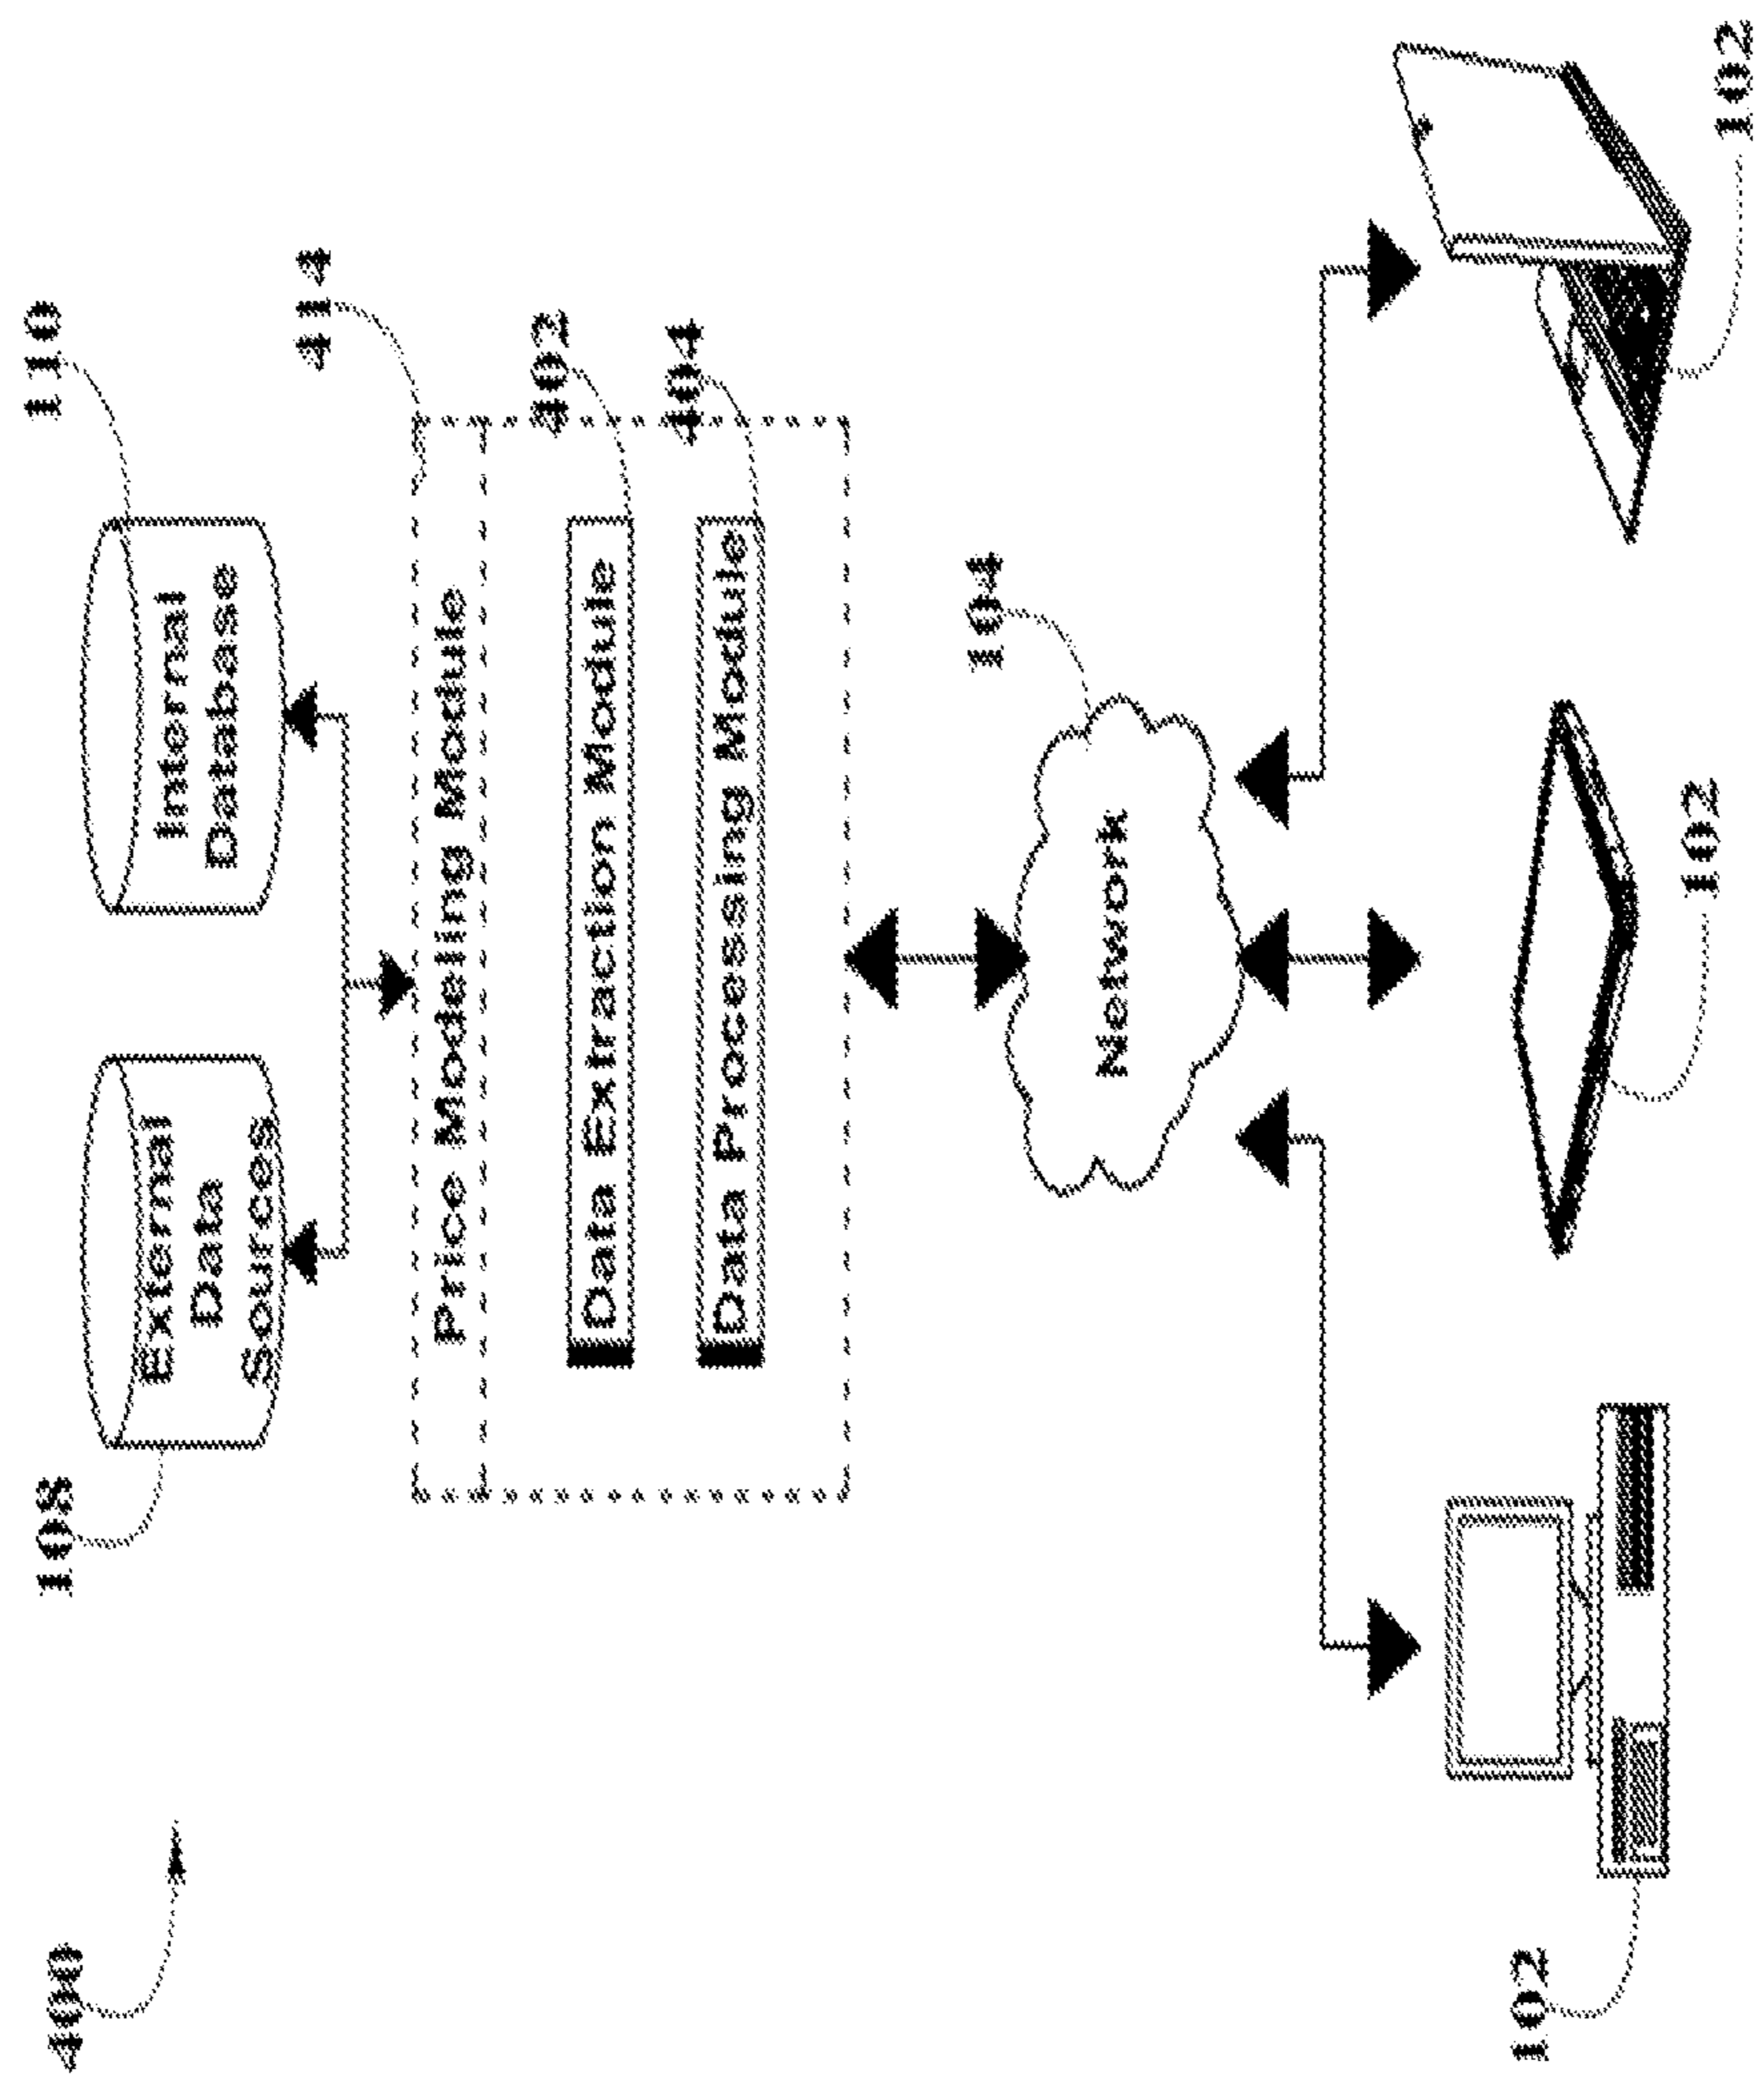 400
108
110
External
Data
Sources
Internal
Database
414
Price Modeling Module
402
Data Extraction Module
404
Data Processing Module
104
Network
102
102
102